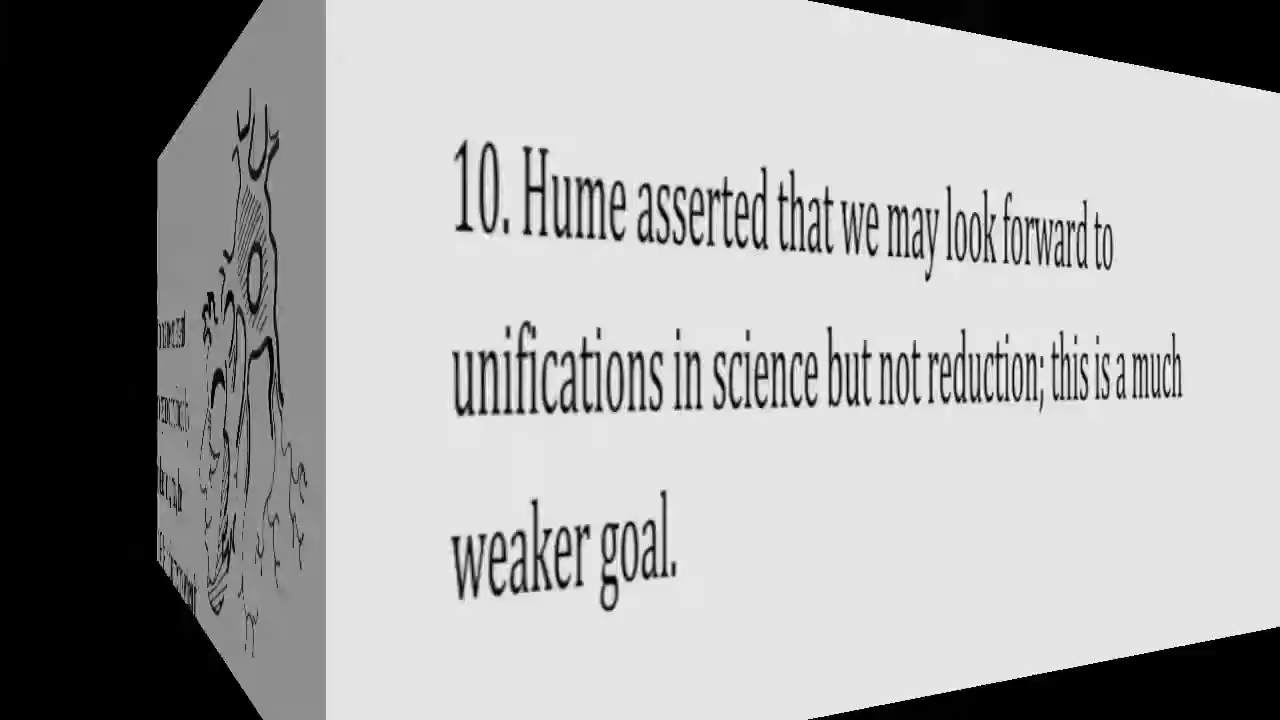 10. Hume asserted that we may look forward to
unifications in science but not reduction; this is a much
weaker goal.